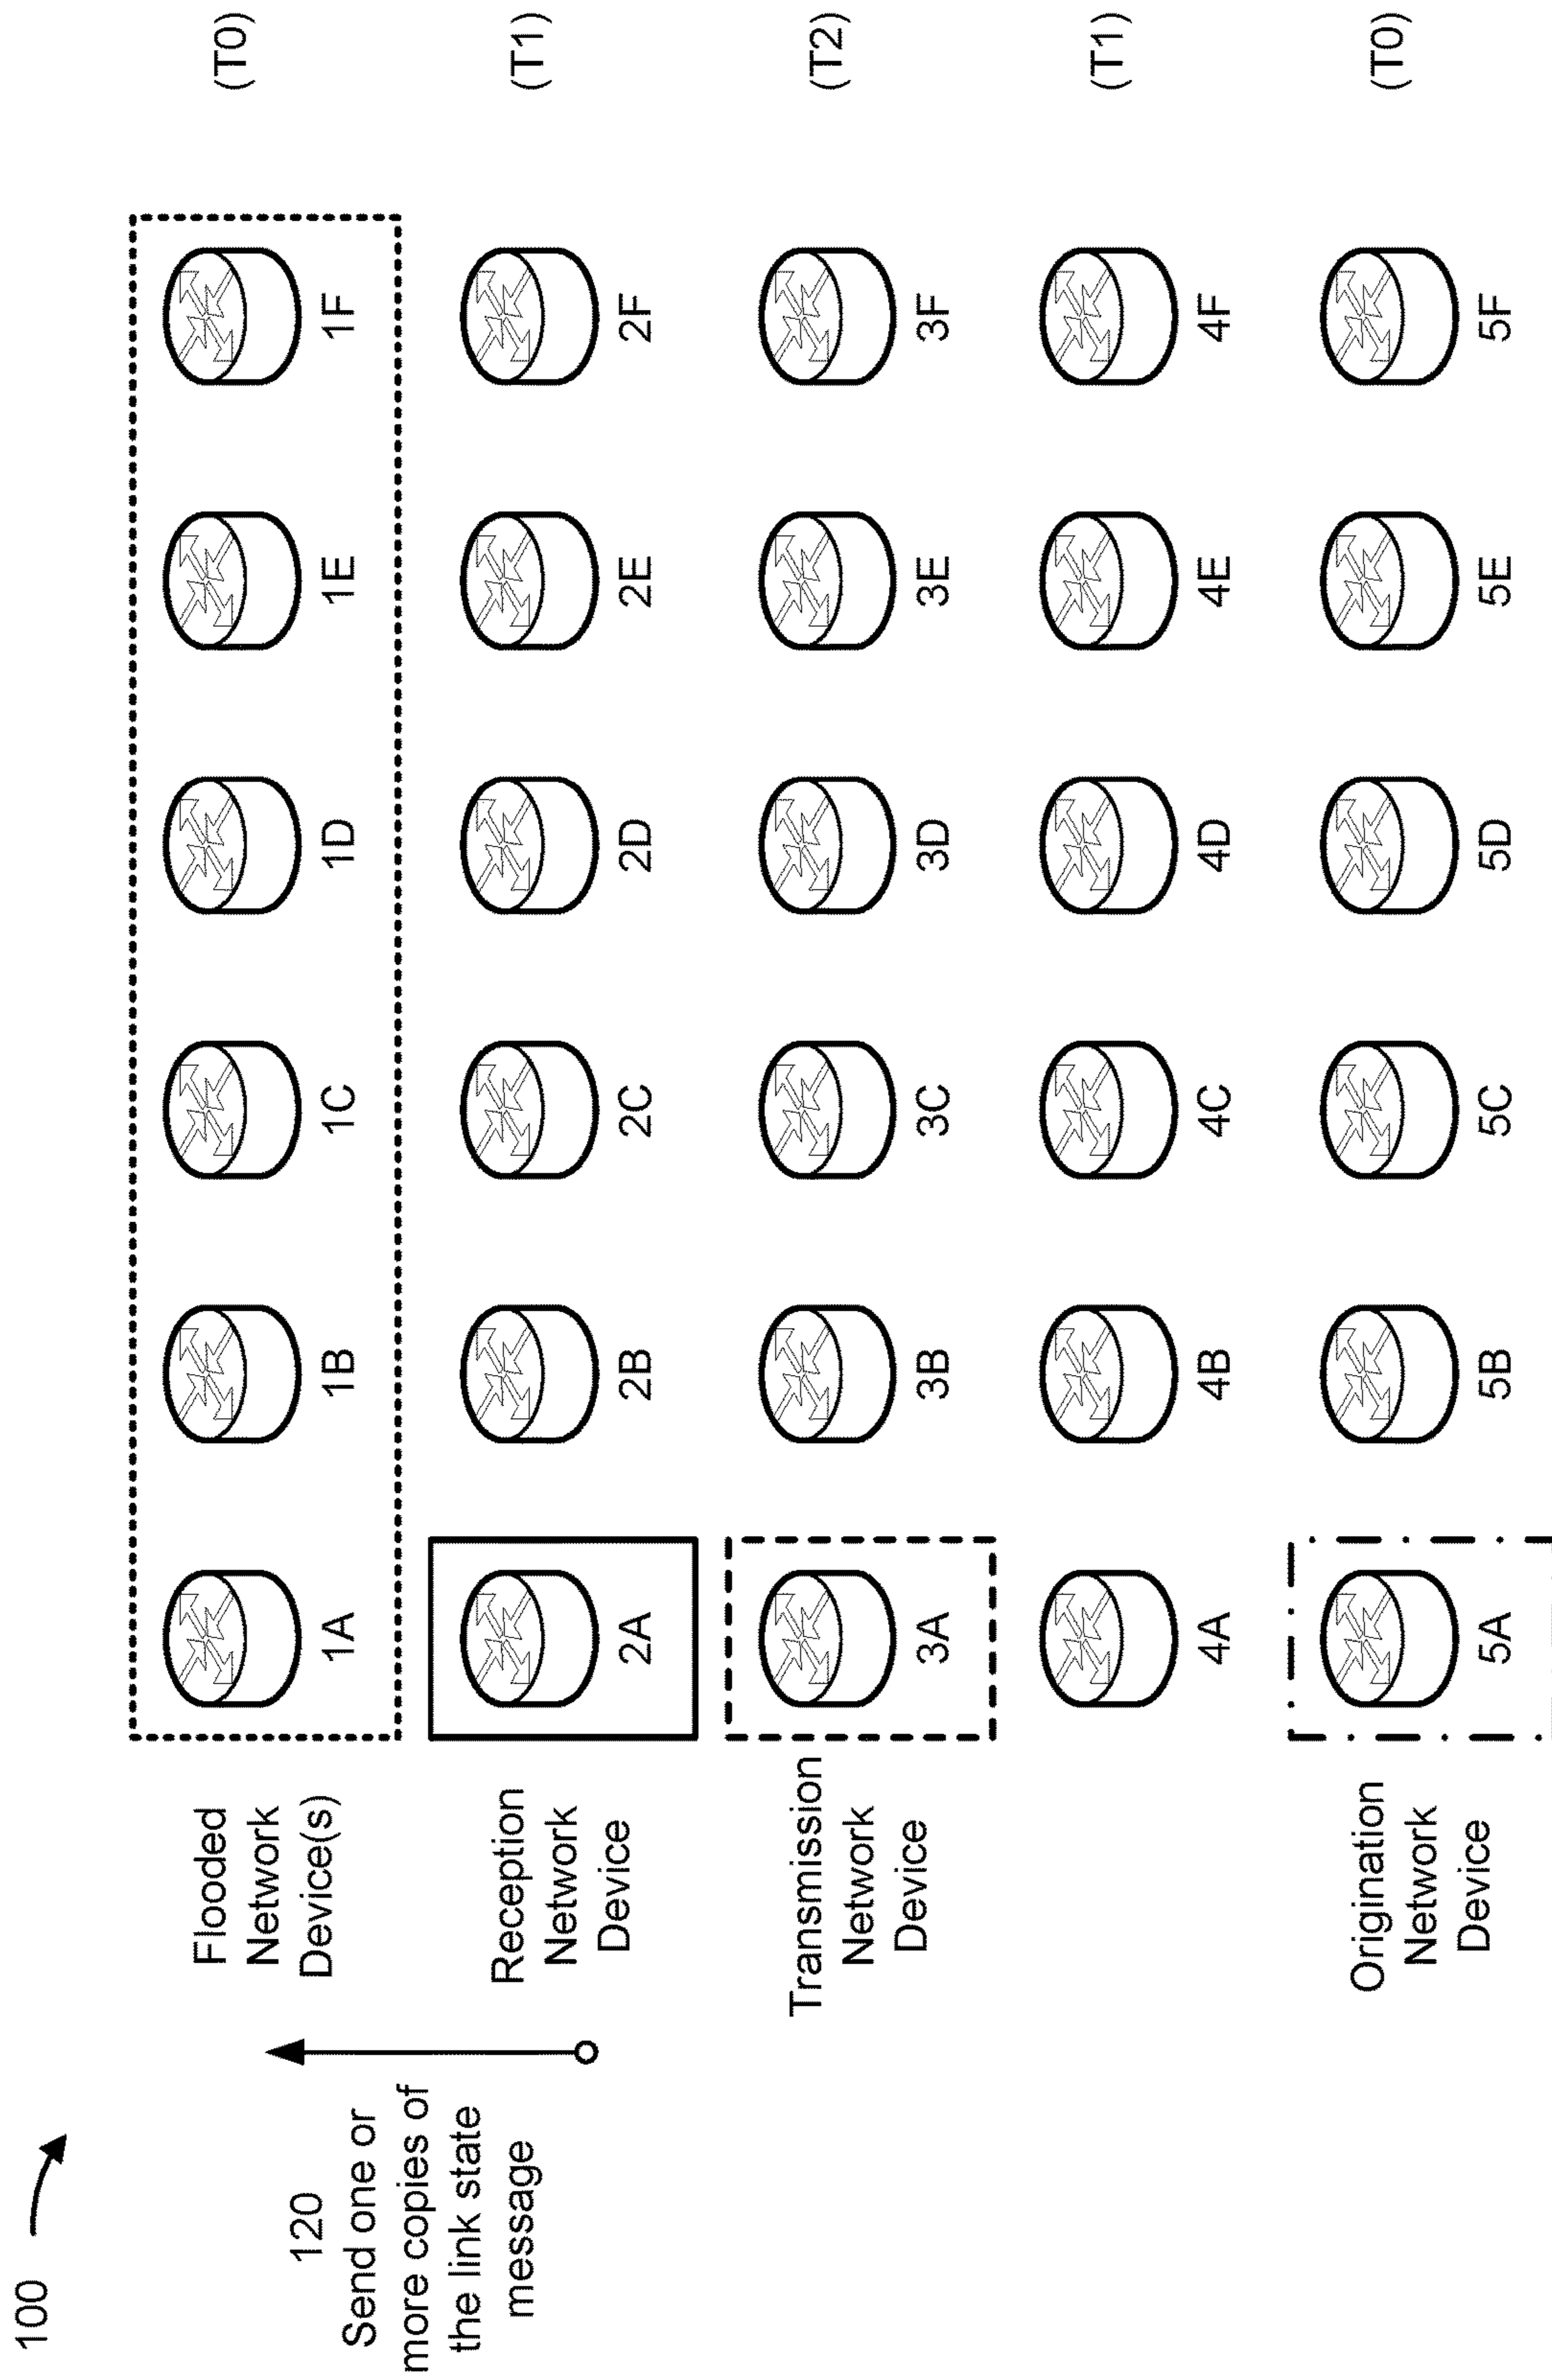 100
120
Send one or
more copies of
the link state
message
Flooded
Network
Device(s)
1A
1B
1C
1D
1E
1F
(T0)
Reception
Network
Device
2A
2B
2C
2D
2E
2F
(T1)
Transmission
Network
Device
3A
3B
3C
3D
3E
3F
(T2)
4A
4B
4C
4D
4E
4F
(T1)
Origination
Network
Device
5A
5B
5C
5D
5E
5F
(T0)